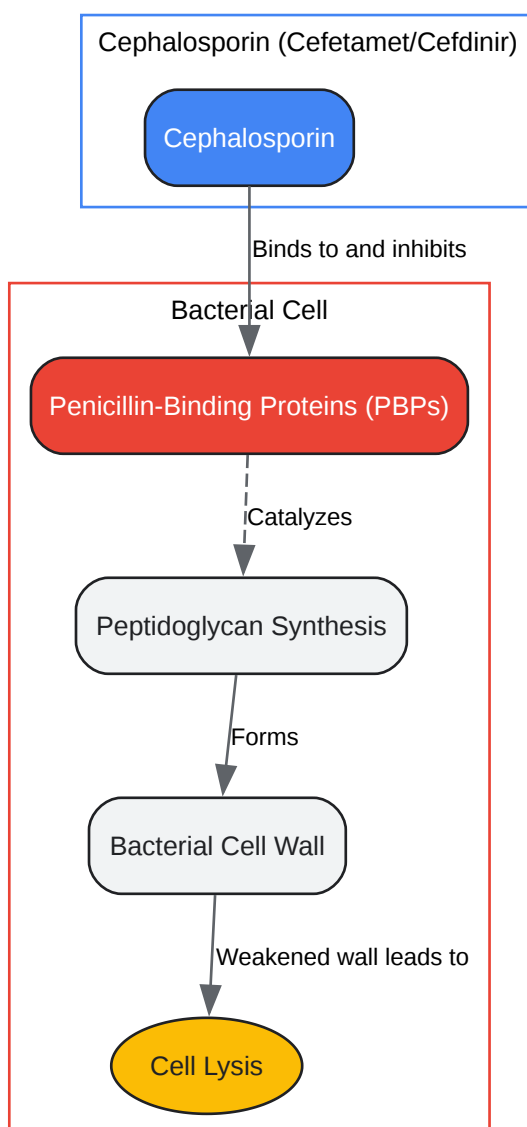 Cephalosporin (Cefetamet/Cefdinir)
Cephalosporin
Binds to and inhibits
Bacterial Cell
Penicillin-Binding Proteins (PBPs)
Catalyzes
Peptidoglycan Synthesis
Forms
Bacterial Cell Wall
Weakened wall leads to
Cell Lysis